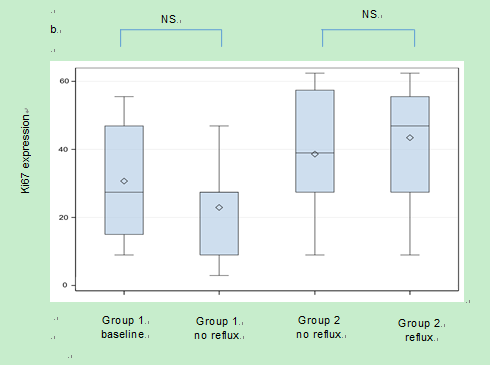 NS.
NS.
b.
Ki67 expression
60
40
20
0
Group 1.
baseline.
Group 1.
no reflux.
Group 2
no reflux.
Group 2.
reflux.